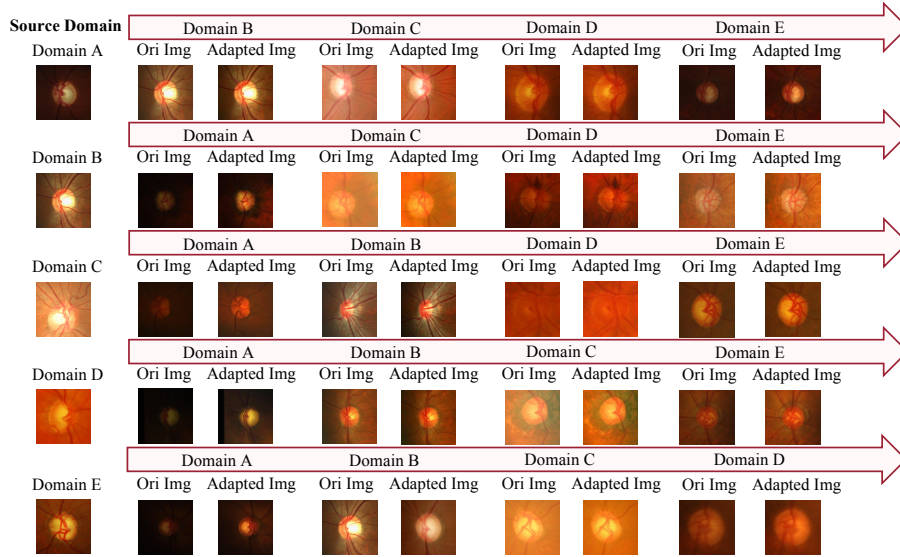 Source Domain
Domain B Domain C Domain D Domain E
Domain A Ori Img Adapted Img Ori Img Adapted Img Ori Img Adapted Img Ori Img Adapted Img
Domain A Domain C Domain D Domain E
Domain B Ori Img Adapted Img Ori Img Adapted Img Ori Img Adapted Img Ori Img Adapted Img
Domain A Domain B Domain D Domain E
Domain C Ori Img Adapted Img Ori Img Adapted Img Ori Img Adapted Img Ori Img Adapted Img
Domain A Domain B Domain C Domain E
Domain D Ori Img Adapted Img Ori Img Adapted Img Ori Img Adapted Img Ori Img Adapted Img
Domain A Domain B Domain C Domain D
Domain E Ori Img Adapted Img Ori Img Adapted Img Ori Img Adapted Img Ori Img Adapted Img